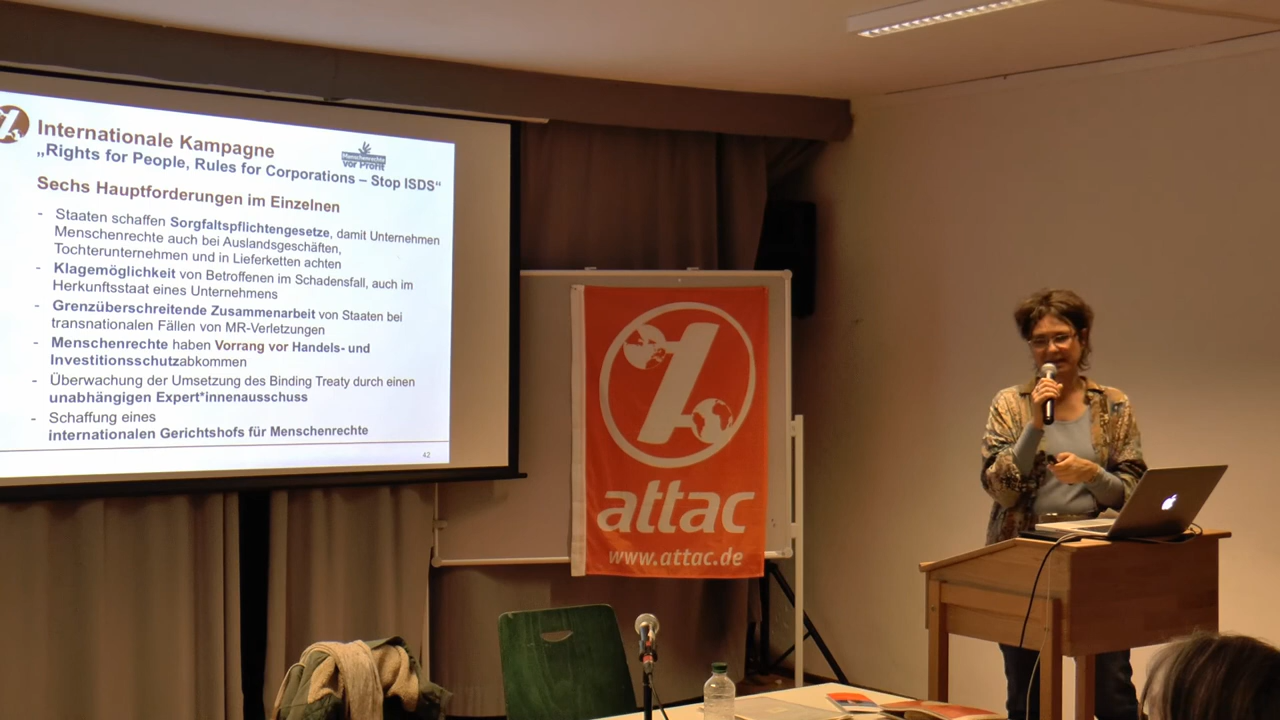 Internationale Kampagne
„Rights for People, Rules for Corporations – Stop ISDS“
Menschenrechte
vor Profit
Sechs Hauptforderungen im Einzelnen
- Staaten schaffen Sorgfaltspflichtengesetze, damit Unternehmen
Menschenrechte auch bei Auslandsgeschäften,
Tochterunternehmen und in Lieferketten achten
- Klagemöglichkeit von Betroffenen im Schadensfall, auch im
Herkunftsstaat eines Unternehmens
- Grenzüberschreitende Zusammenarbeit von Staaten bei
transnationalen Fällen von MR-Verletzungen
- Menschenrechte haben Vorrang vor Handels- und
Investitionsschutzabkommen
- Überwachung der Umsetzung des Binding Treaty durch einen
unabhängigen Expert*innenausschuss
- Schaffung eines
internationalen Gerichtshofs für Menschenrechte
42
attac
www.attac.de